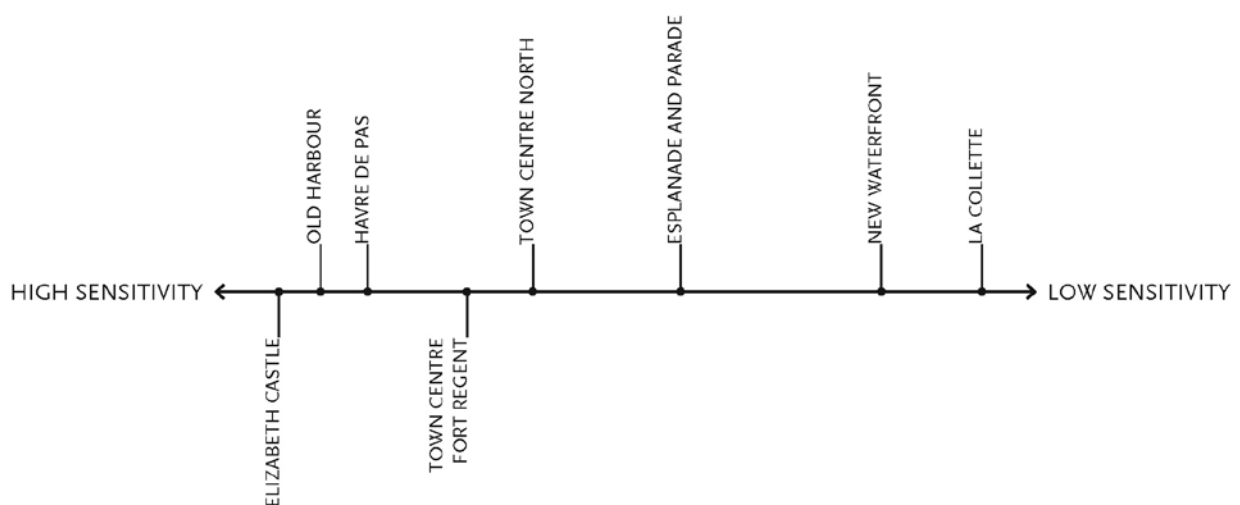 HIGH SENSITIVITY
ELIZABETH CASTLE
OLD HARBOUR
HAVRE DE PAS
TOWN CENTRE
FORT REGENT
TOWN CENTRE NORTH
ESPLANADE AND PARADE
NEW WATERFRONT
LA COLLETTE
LOW SENSITIVITY